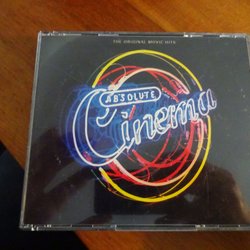 THE ORIGINAL MOVIE HITS
ABSOLUTE
Cinema